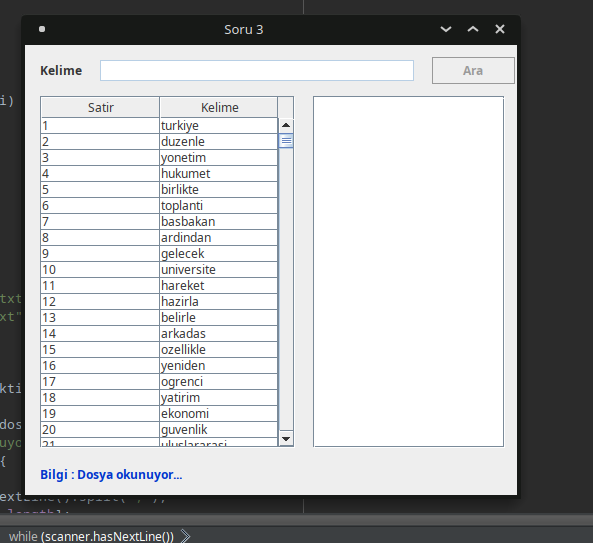 Soru 3
i)
Kelime
Ara
Satir Kelime
1 turkiye
2 duzenle
3 yonetim
4 hukumet
5 birlikte
6 toplanti
7 basbakan
8 ardindan
9 gelecek
10 universite
11 hareket
12 hazirla
13 belirle
14 arkadas
15 ozellikle
16 yeniden
17 ogrenci
18 yatirim
19 ekonomi
20 guvenlik
21 uluslararasi
txt
xt"
kti
dos
uyo
{
Bilgi : Dosya okunuyor...
while (scanner.hasNextLine())